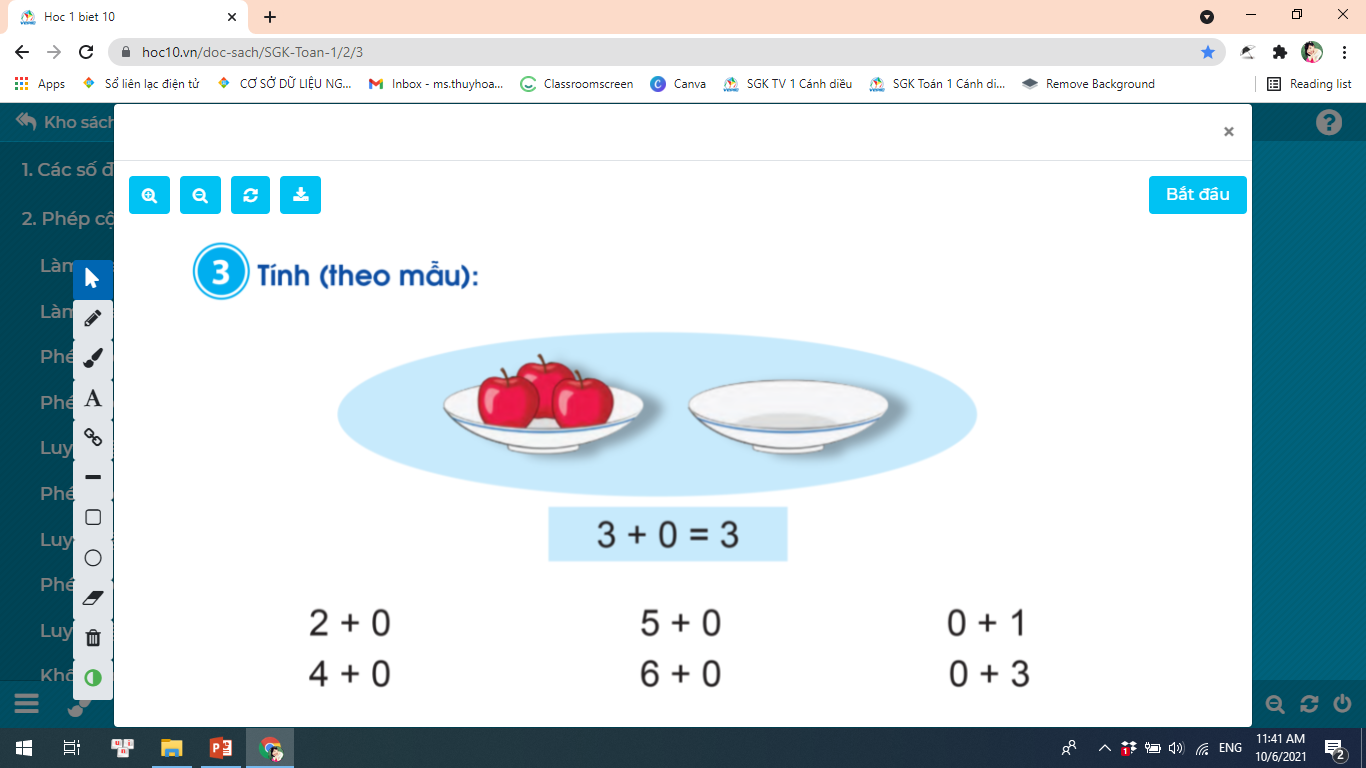 Hoc 1 biet 10
hoc10.vn/doc-sach/SGK-Toan-1/2/3
Apps Sổ liên lạc điện tử CƠ SỞ DỮ LIỆU NG... Inbox - ms.thuyhoa... Classroomscreen Canva SGK TV 1 Cánh diều SGK Toán 1 Cánh di... Remove Background Reading list
Kho sách
1. Các số đ
2. Phép cộ
Làm
Làm
Phé
Phé
Luy
Phé
Luy
Phé
Luy
Khố
A
Bắt đầu
3 Tính (theo mẫu):
3 + 0 = 3
2 + 0 5 + 0 0 + 1
4 + 0 6 + 0 0 + 3
ENG
11:41 AM
10/6/2021
2